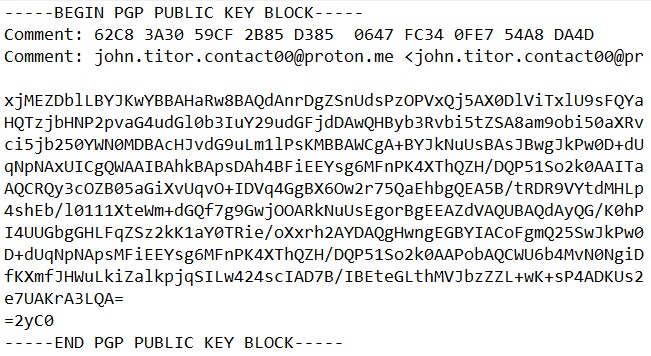 -----BEGIN PGP PUBLIC KEY BLOCK-----
Comment: 62C8 3A30 59CF 2B85 D385  0647 FC34 0FE7 54A8 DA4D
Comment: john.titor.contact00@proton.me <john.titor.contact00@pr

xjMEZDblLBYJKwYBBAHaRw8BAQdAnrDgZSnUdsPzOPVxQj5AX0DlViTxlU9sFQYa
HQTzjbHNP2pvaG4udGl0b3IuY29udGFjdDAwQHByb3Rvbi5tZSA8am9obi50aXRv
ci5jb250YWN0MDBAcHJvdG9uLm1lPsKMBBAWCgA+BYJkNuUsBAsJBwgJkPw0D+dU
qNpNAxUICgQWAAIBAhkBApsDAh4BFiEEYsg6MFnPK4XThQZH/DQP51So2k0AAITa
AQCRQy3cOZB05aGiXvUqvO+IDVq4GgBX6Ow2r75QaEhbgQEA5B/tRDR9VYtdMHLp
4shEb/l0111XteWm+dGQf7g9GwjOOARkNuUsEgorBgEEAZdVAQUBAQdAyQG/K0hP
I4UUGbgGHLFqZSz2kK1aY0TRie/oXxrh2AYDAQgHwngEGBYIACoFgmQ25SwJkPw0
D+dUqNpNApsMFiEEYsg6MFnPK4XThQZH/DQP51So2k0AAPobAQCWU6b4MvN0NgiD
fKXmfJHWuLkiZalkpjqSILw424scIAD7B/IBEteGLthMVJbzZZL+wK+sP4ADKUs2
e7UAKrA3LQA=
=2yC0
-----END PGP PUBLIC KEY BLOCK-----